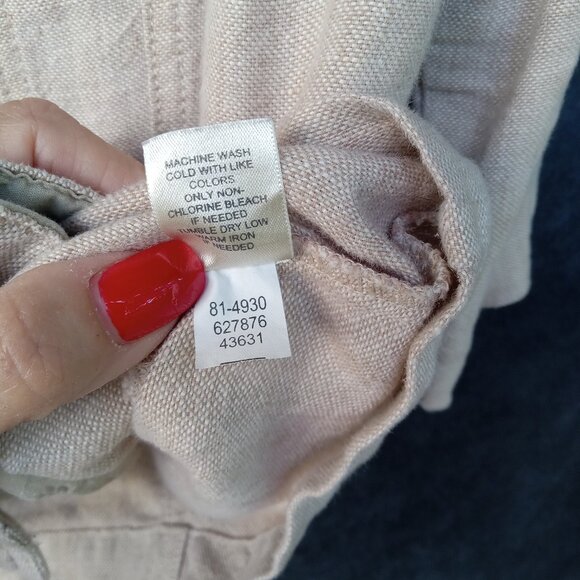 MACHINE WASH
COLD WITH LIKE
COLORS
ONLY NON-
CHLORINE BLEACH
IF NEEDED
TUMBLE DRY LOW
WARM IRON
NEEDED
81-4930
627876
43631